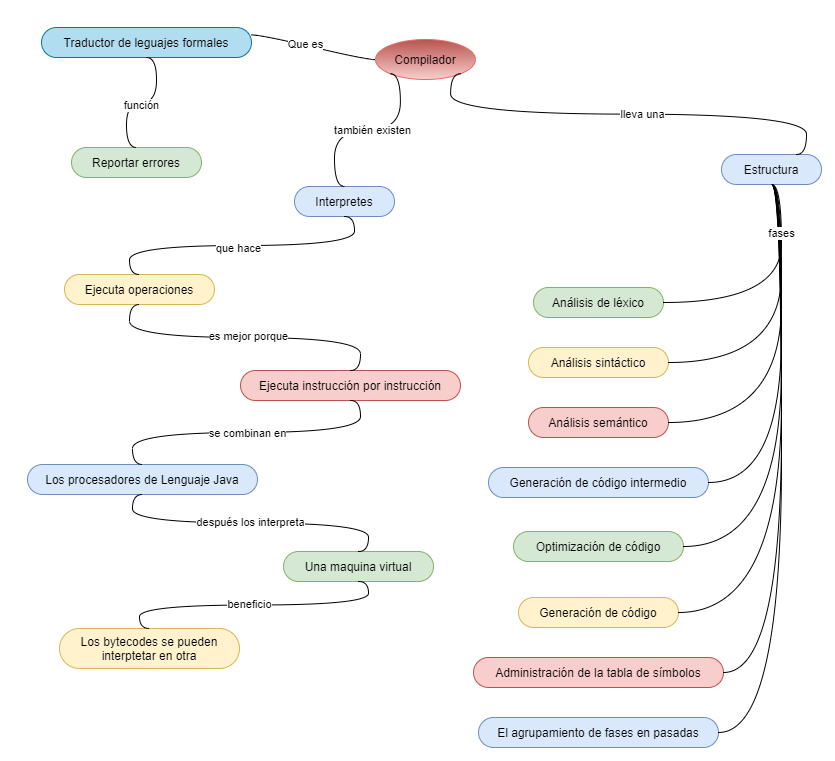 Traductor de leguajes formales
Que es
Compilador
función
también existen
lleva una
Reportar errores
Estructura
Interpretes
fases
que hace
Ejecuta operaciones
Análisis de léxico
es mejor porque
Análisis sintáctico
Ejecuta instrucción por instrucción
Análisis semántico
se combinan en
Los procesadores de Lenguaje Java
Generación de código intermedio
después los interpreta
Optimización de código
Una maquina virtual
beneficio
Generación de código
Los bytecodes se pueden
interptetar en otra
Administración de la tabla de símbolos
El agrupamiento de fases en pasadas